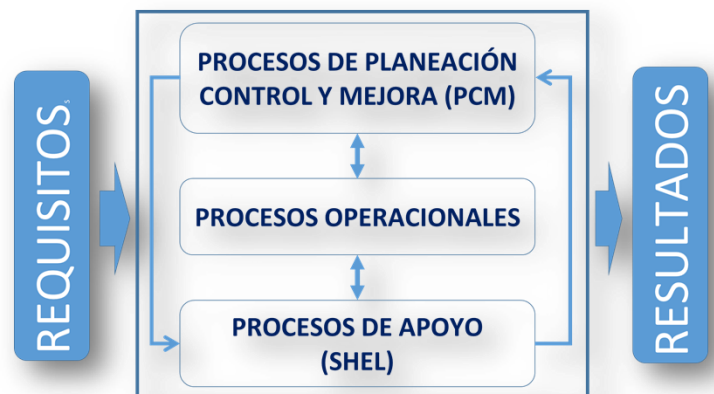 REQUISITOS.s
PROCESOS DE PLANEACIÓN
CONTROL Y MEJORA (PCM)
PROCESOS OPERACIONALES
PROCESOS DE APOYO
(SHEL)
RESULTADOS